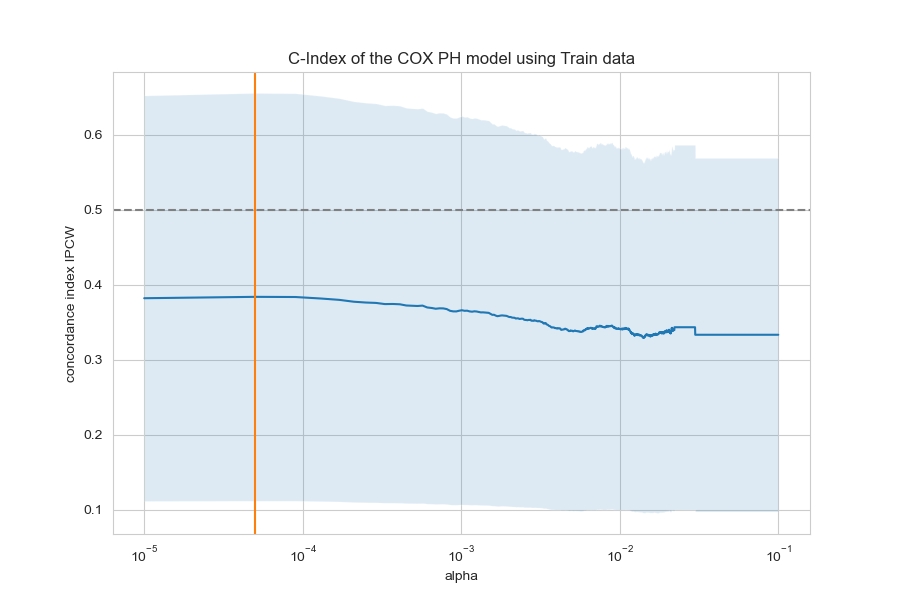 C-Index of the COX PH model using Train data
concordance index IPCW
0.6
0.5
0.4
0.3
0.2
0.1
10⁻⁵ 10⁻⁴ 10⁻³ 10⁻² 10⁻¹
alpha